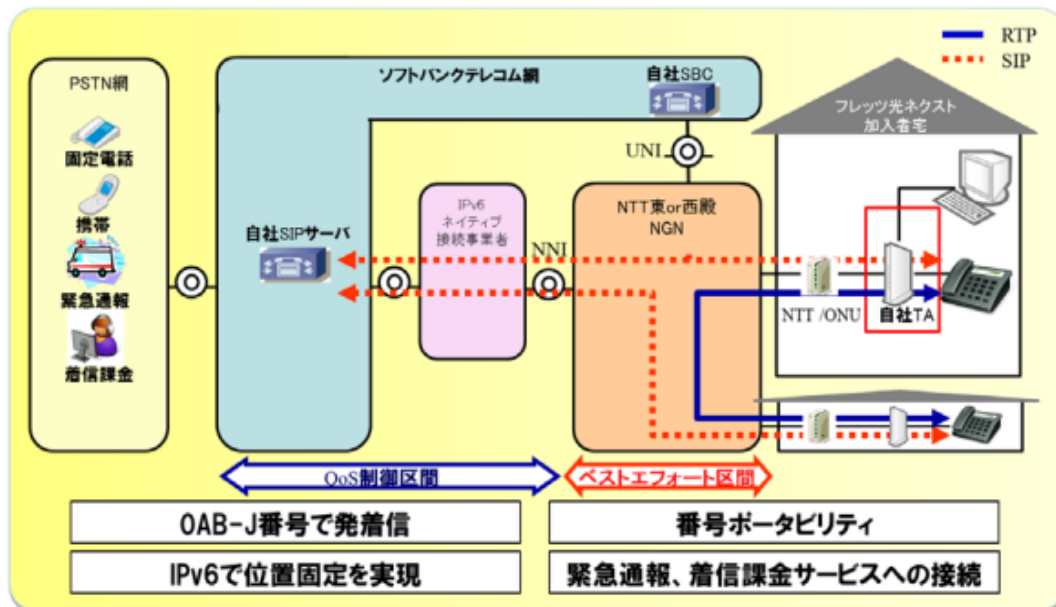 RTP
SIP
PSTN網
固定電話
携帯
緊急通報
着信課金
ソフトバンクテレコム網
自社SBC
自社SIPサーバ
UNI
IPv6
ネイティブ
接続事業者
NNI
NTT東or西殿
NGN
フレッツ光ネクスト
加入者宅
NTT /ONU
自社TA
QoS制御区間
ベストエフォート区間
0AB-J番号で発着信
番号ポータビリティ
IPv6で位置固定を実現
緊急通報、着信課金サービスへの接続